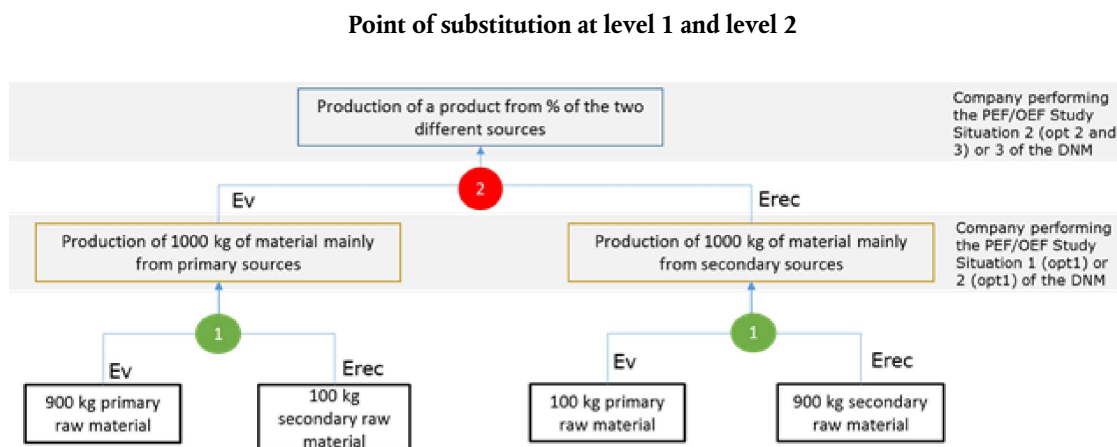 Point of substitution at level 1 and level 2
Production of a product from % of the two
different sources
Company performing
the PEF/OEF Study
Situation 2 (opt 2 and
3) or 3 of the DNM
2
Ev
Erec
Production of 1000 kg of material mainly
from primary sources
Production of 1000 kg of material mainly
from secondary sources
Company performing
the PEF/OEF Study
Situation 1 (opt1) or
2 (opt1) of the DNM
1
1
Ev
Erec
Ev
Erec
900 kg primary
raw material
100 kg
secondary raw
material
100 kg primary
raw material
900 kg secondary
raw material